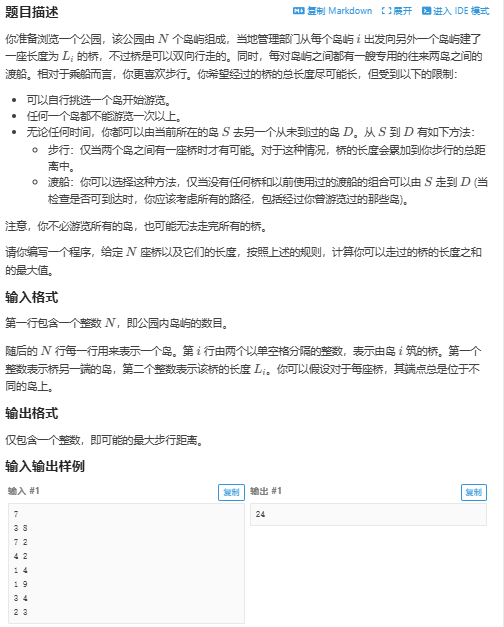 题目描述
复制 Markdown 展开 进入 IDE 模式
你准备浏览一个公园，该公园由 N 个岛屿组成，当地管理部门从每个岛屿 i 出发向另外一个岛屿建了
一座长度为 L_i 的桥，不过桥是可以双向行走的。同时，每对岛屿之间都有一艘专用的往来两岛之间的
渡船。相对于乘船而言，你更喜欢步行。你希望经过的桥的总长度尽可能长，但受到以下的限制：
• 可以自行挑选一个岛开始游览。
• 任何一个岛都不能游览一次以上。
• 无论任何时间，你都可以由当前所在的岛 S 去另一个从未到过的岛 D。从 S 到 D 有如下方法：
◦ 步行：仅当两个岛之间有一座桥时才有可能。对于这种情况，桥的长度会累加到你步行的总距
离中。
◦ 渡船：你可以选择这种方法，仅当没有任何桥和以前使用过的渡船的组合可以由 S 走到 D (当
检查是否可到达时，你应该考虑所有的路径，包括经过你曾游览过的那些岛)。
注意，你不必游览所有的岛，也可能无法走完所有的桥。
请你编写一个程序，给定 N 座桥以及它们的长度，按照上述的规则，计算你可以走过的桥的长度之和
的最大值。
输入格式
第一行包含一个整数 N，即公园内岛屿的数目。
随后的 N 行每一行用来表示一个岛。第 i 行由两个以单空格分隔的整数，表示由岛 i 筑的桥。第一个
整数表示桥另一端的岛，第二个整数表示该桥的长度 L_i。你可以假设对于每座桥，其端点总是位于不
同的岛上。
输出格式
仅包含一个整数，即可能的最大步行距离。
输入输出样例
输入 #1 复制 输出 #1 复制
7
3 8
7 2
4 2
1 4
1 9
3 4
2 3
24